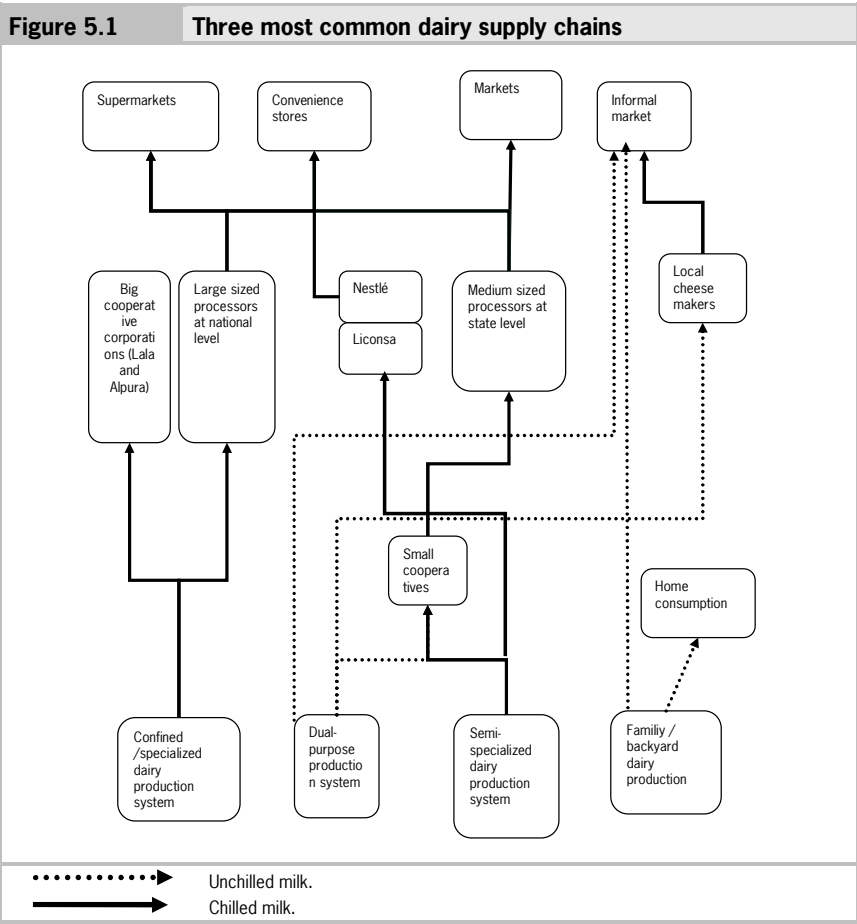 Figure 5.1 Three most common dairy supply chains
Supermarkets
Convenience
stores
Markets
Informal
market
Big
cooperat
ive
corporati
ons (Lala
and
Alpura)
Large sized
processors
at national
level
Nestlé
Liconsa
Medium sized
processors at
state level
Local
cheese
makers
Small
coopera
tives
Home
consumption
Confined
/specialized
dairy
production
system
Dual-
purpose
productio
n system
Semi-
specialized
dairy
production
system
Familiy /
backyard
dairy
production
Unchilled milk.
Chilled milk.